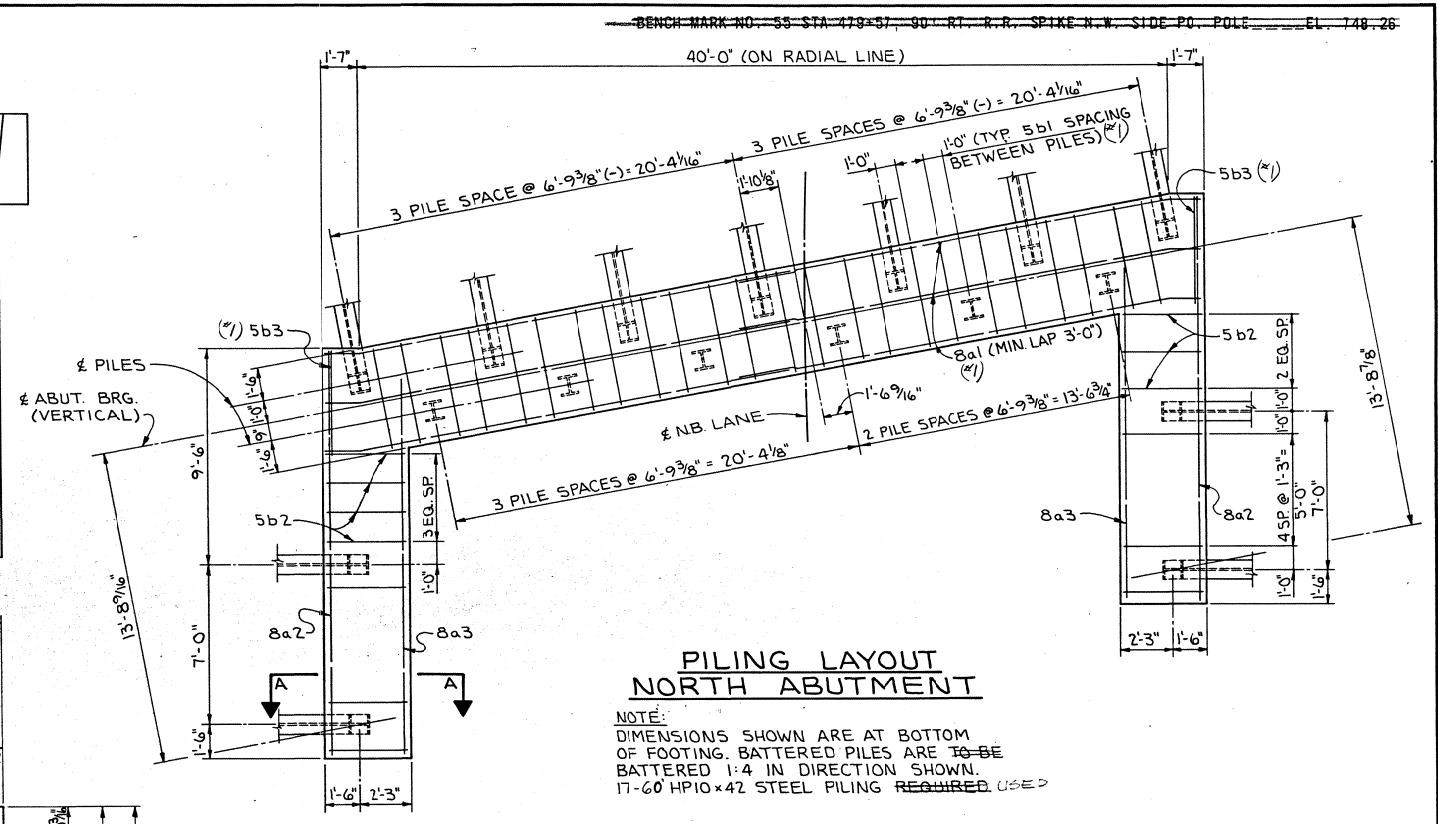 BENCH MARK NO. 55 STA 479+57, 90' RT. R.R. SPIKE N.W. SIDE PO. POLE EL. 748.26
1'-7"
40'-0" (ON RADIAL LINE)
1'-7"
3 PILE SPACES @ 6'-9 3/8" (-) = 20'-4 1/16"
3 PILE SPACE @ 6'-9 3/8" (-) = 20'-4 1/16"
1'-0" (TYP. 5b1 SPACING
BETWEEN PILES) (#1)
1'-0"
1'-10 1/8"
5b3 (#1)
(#1) 5b3
℄ PILES
℄ ABUT. BRG.
(VERTICAL)
1'-6"
1'-0"
9"
1'-6"
9'-6"
8a1 (MIN. LAP 3'-0")
(#1)
5b2
2 EQ. SP.
13'-8 7/8"
1'-6 9/16"
℄ N.B. LANE
2 PILE SPACES @ 6'-9 3/8" = 13'-6 3/4"
3 PILE SPACES @ 6'-9 3/8" = 20'-4 1/8"
1'-0"
1'-0"
5b2
3 EQ. SP.
1'-0"
8a3
8a2
4 SP. @ 1'-3" =
5'-0"
7'-0"
1'-0"
1'-6"
13'-8 9/16"
7'-0"
8a2
8a3
2'-3"
1'-6"
A
A
1'-6"
1'-6"
2'-3"
PILING LAYOUT
NORTH ABUTMENT
NOTE:
DIMENSIONS SHOWN ARE AT BOTTOM
OF FOOTING. BATTERED PILES ARE TO BE
BATTERED 1:4 IN DIRECTION SHOWN.
17-60' HP10×42 STEEL PILING REQUIRED USED